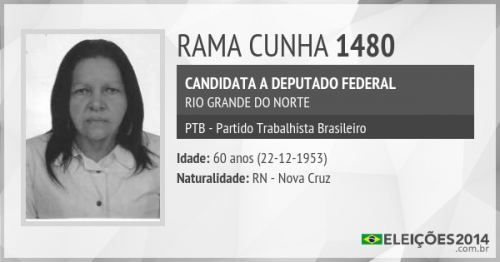 RAMA CUNHA 1480
CANDIDATA A DEPUTADO FEDERAL
RIO GRANDE DO NORTE
PTB - Partido Trabalhista Brasileiro
Idade: 60 anos (22-12-1953)
Naturalidade: RN - Nova Cruz
ELEIÇÕES2014
.com.br